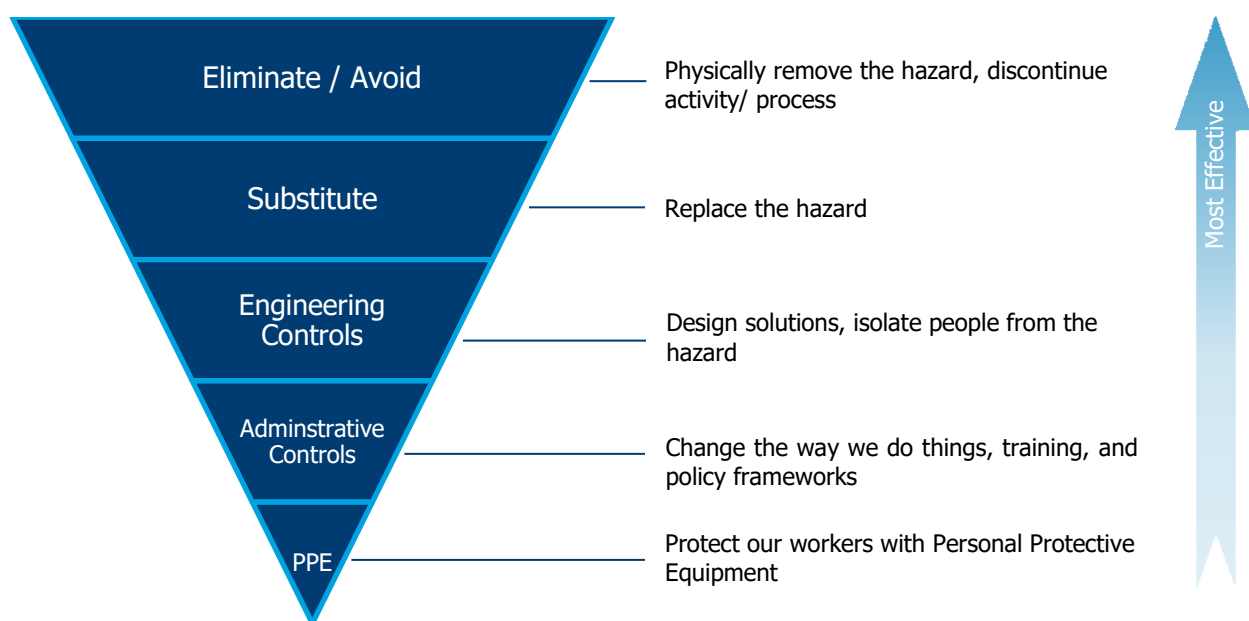 Eliminate / Avoid
Physically remove the hazard, discontinue
activity/ process
Substitute
Replace the hazard
Engineering
Controls
Design solutions, isolate people from the
hazard
Adminstrative
Controls
Change the way we do things, training, and
policy frameworks
PPE
Protect our workers with Personal Protective
Equipment
Most Effective